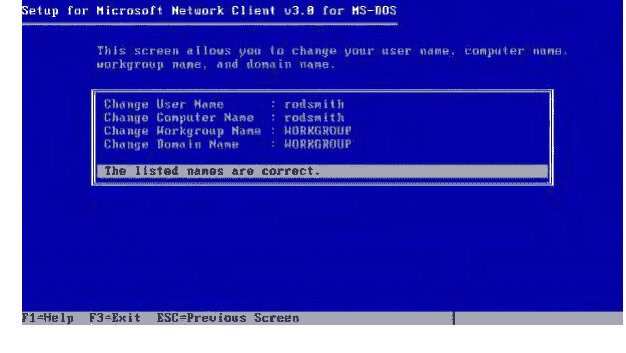 Setup for Microsoft Network Client v3.0 for MS-DOS
This screen allows you to change your user name, computer name,
workgroup name, and domain name.
Change User Name : rodsmith
Change Computer Name : rodsmith
Change Workgroup Name : WORKGROUP
Change Domain Name : WORKGROUP
The listed names are correct.
F1=Help F3=Exit ESC=Previous Screen